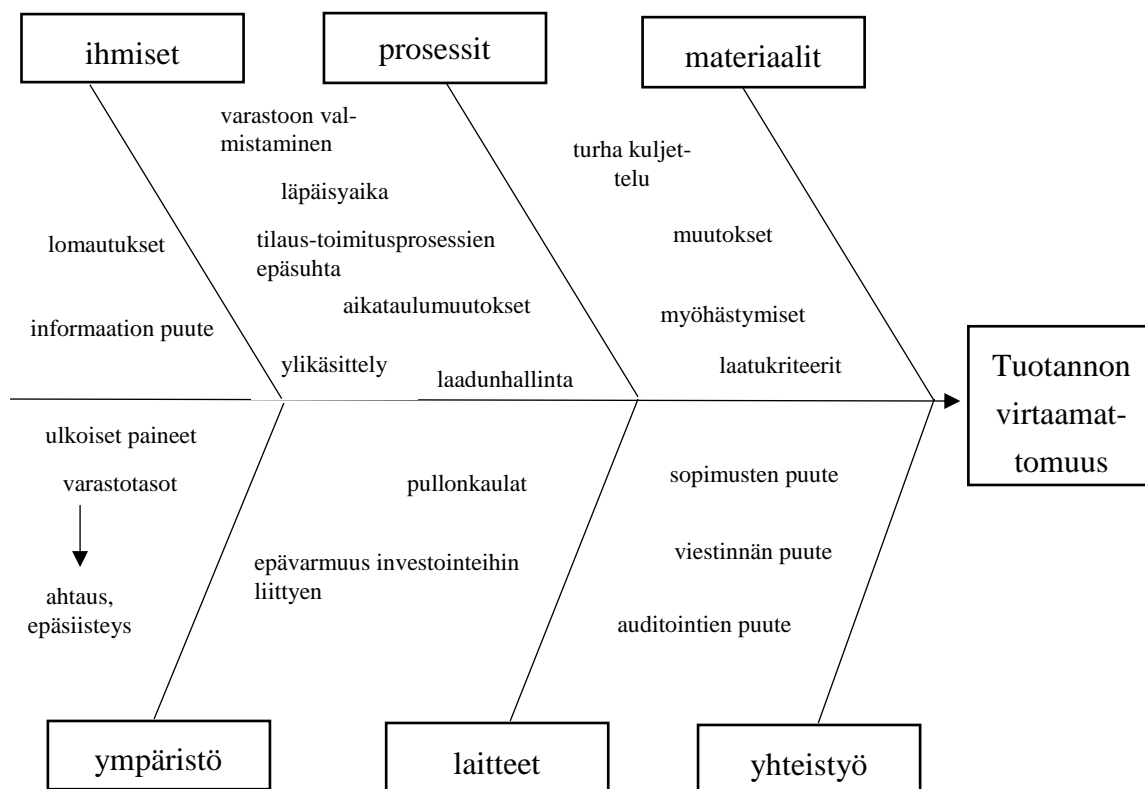 ihmiset
prosessit
materiaalit
varastoon val-
mistaminen
turha kuljet-
telu
läpäisyaika
lomautukset
tilaus-toimitusprosessien
epäsuhta
muutokset
aikataulumuutokset
informaation puute
myöhästymiset
ylikäsittely
laadunhallinta
laatukriteerit
Tuotannon
virtaamat-
tomuus
ulkoiset paineet
varastotasot
pullonkaulat
sopimusten puute
epävarmuus investointeihin
liittyen
viestinnän puute
ahtaus,
epäsiisteys
auditointien puute
ympäristö
laitteet
yhteistyö